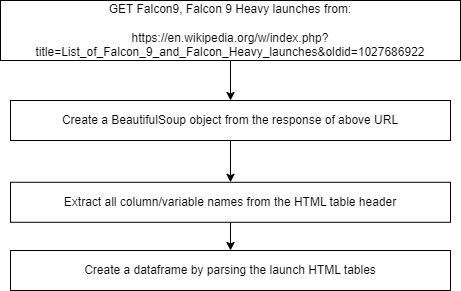 GET Falcon9, Falcon 9 Heavy launches from:
https://en.wikipedia.org/w/index.php?
title=List_of_Falcon_9_and_Falcon_Heavy_launches&oldid=1027686922
Create a BeautifulSoup object from the response of above URL
Extract all column/variable names from the HTML table header
Create a dataframe by parsing the launch HTML tables